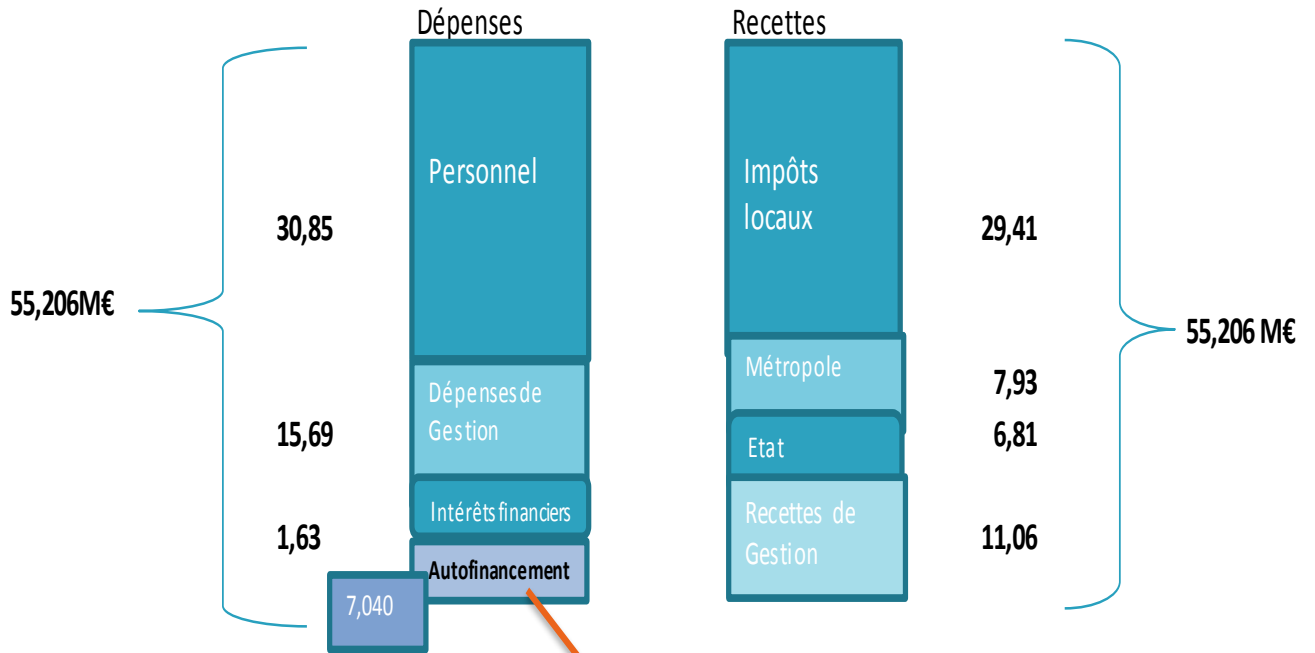 Dépenses
Recettes
Personnel
Impôts
locaux
30,85
29,41
55,206M€
55,206 M€
Métropole
7,93
Dépenses de
Gestion
15,69
Etat
6,81
Intérêts financiers
1,63
Recettes de
Gestion
11,06
Autofinancement
7,040